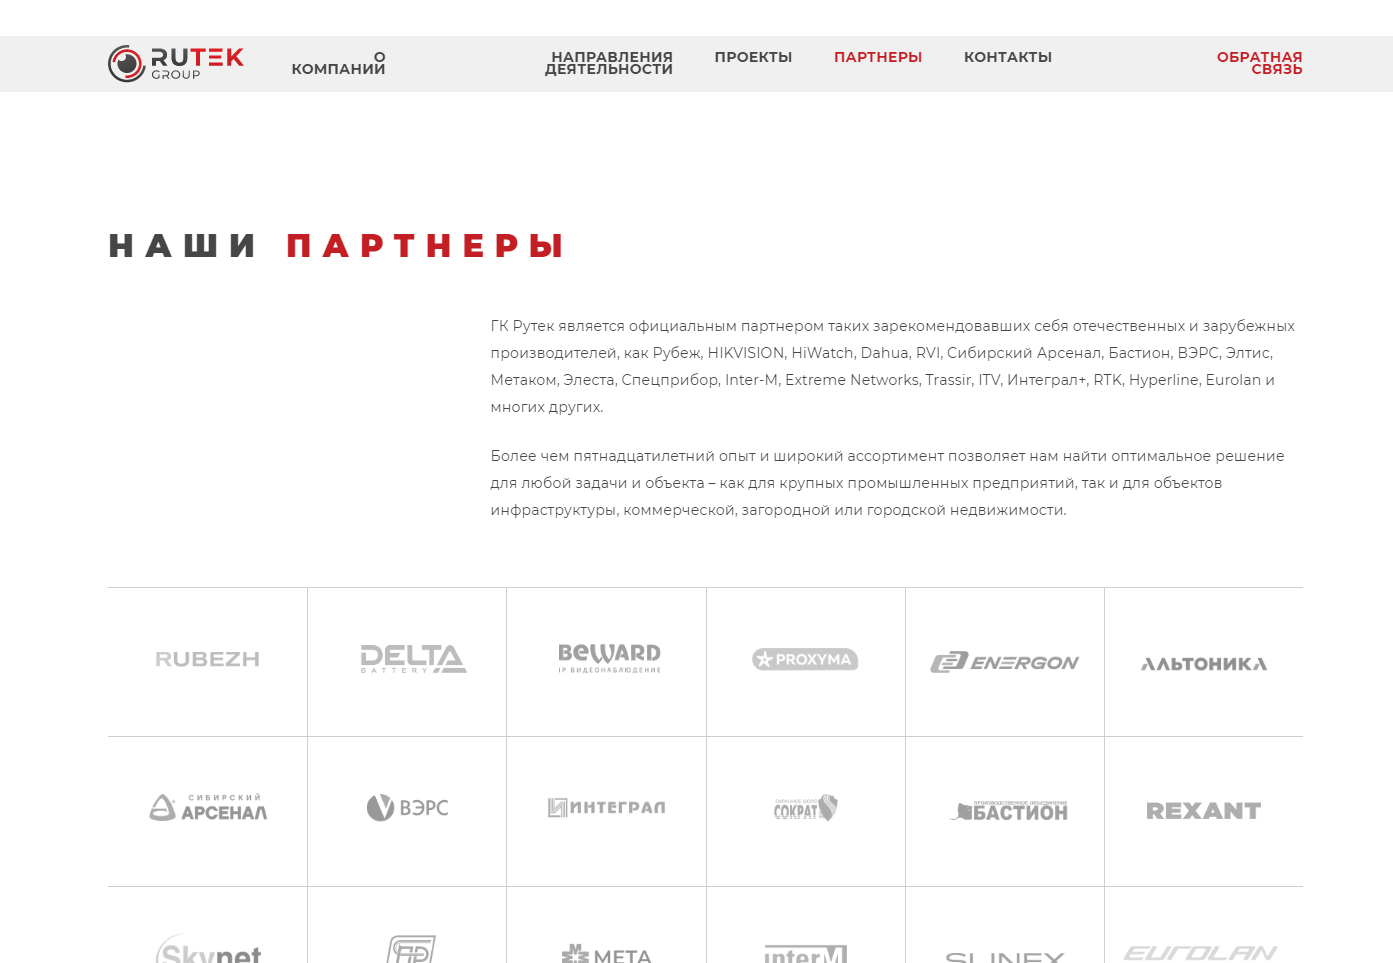 RUTEK
GROUP
О
КОМПАНИИ
НАПРАВЛЕНИЯ
ДЕЯТЕЛЬНОСТИ
ПРОЕКТЫ
ПАРТНЕРЫ
КОНТАКТЫ
ОБРАТНАЯ
СВЯЗЬ
НАШИ ПАРТНЕРЫ
ГК Рутек является официальным партнером таких зарекомендовавших себя отечественных и зарубежных
производителей, как Рубеж, HIKVISION, HiWatch, Dahua, RVI, Сибирский Арсенал, Бастион, ВЭРС, Элтис,
Метаком, Элеста, Спецприбор, Inter-M, Extreme Networks, Trassir, ITV, Интеграл+, RTK, Hyperline, Eurolan и
многих других.
Более чем пятнадцатилетний опыт и широкий ассортимент позволяет нам найти оптимальное решение
для любой задачи и объекта – как для крупных промышленных предприятий, так и для объектов
инфраструктуры, коммерческой, загородной или городской недвижимости.
RUBEZH
DELTA
BATTERY
BEWARD
IP ВИДЕОНАБЛЮДЕНИЕ
PROXYMA
ENERGON
АЛЬТОНИКА
СИБИРСКИЙ
АРСЕНАЛ
ВЭРС
ИНТЕГРАЛ
ОХРАННОЕ БЮРО
СОКРАТ
ПРОИЗВОДСТВЕННОЕ ОБЪЕДИНЕНИЕ
БАСТИОН
REXANT
Skynet
МЕТА
interM
SLINEX
EUROLAN